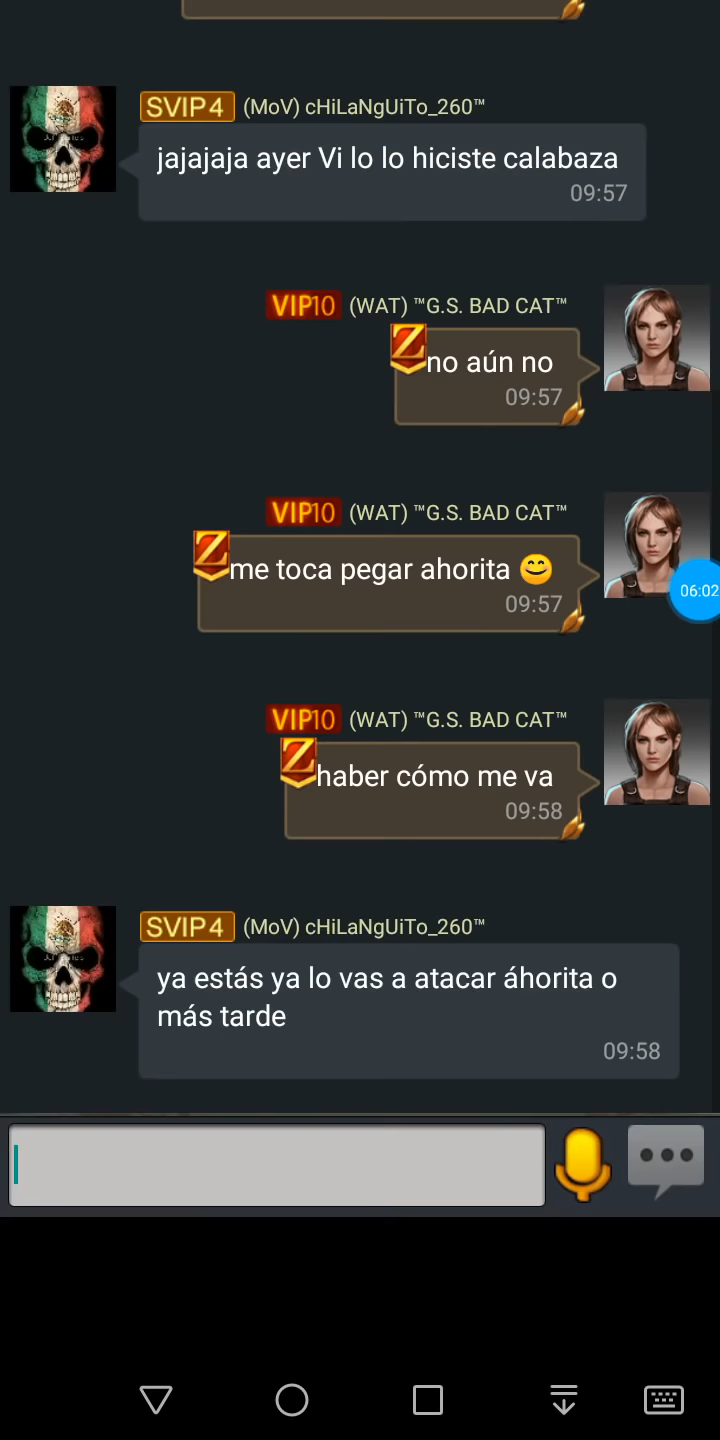 SVIP4 (MoV) cHiLaNgUiTo_260™
jajajaja ayer Vi lo lo hiciste calabaza
09:57
VIP10 (WAT) ™G.S. BAD CAT™
Z
no aún no
09:57
VIP10 (WAT) ™G.S. BAD CAT™
Z
me toca pegar ahorita 😊
09:57
06:02
VIP10 (WAT) ™G.S. BAD CAT™
Z
haber cómo me va
09:58
SVIP4 (MoV) cHiLaNgUiTo_260™
ya estás ya lo vas a atacar áhorita o
más tarde
09:58